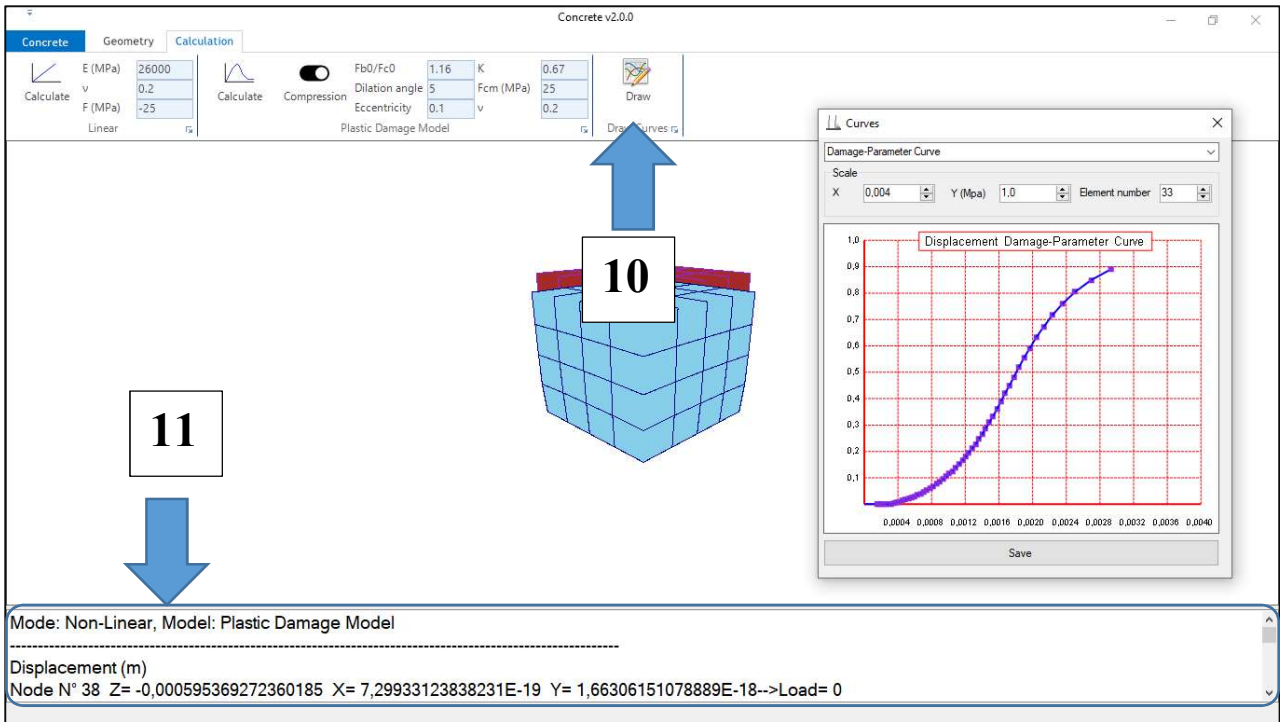 Concrete v2.0.0
Concrete Geometry Calculation
E (MPa) 26000 Fb0/Fc0 1.16 K 0.67
Calculate ν 0.2 Calculate Compression Dilation angle 5 Fcm (MPa) 25 Draw
F (MPa) -25 Eccentricity 0.1 ν 0.2
Linear Plastic Damage Model Draw Curves
10
11
Curves
Damage-Parameter Curve
Scale
X 0,004 Y (Mpa) 1,0 Element number 33
Displacement Damage-Parameter Curve
1,0
0,9
0,8
0,7
0,6
0,5
0,4
0,3
0,2
0,1
0,0004 0,0008 0,0012 0,0016 0,0020 0,0024 0,0028 0,0032 0,0036 0,0040
Save
Mode: Non-Linear, Model: Plastic Damage Model
Displacement (m)
Node N° 38 Z= -0,000595369272360185 X= 7,29933123838231E-19 Y= 1,66306151078889E-18-->Load= 0